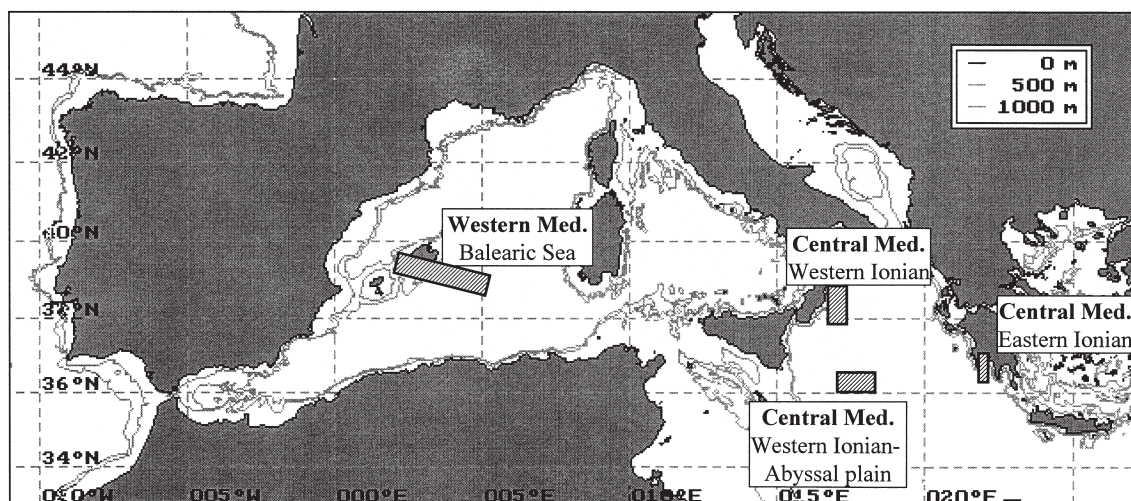 0 m
500 m
1000 m
44°N
42°N
40°N
Western Med.
Balearic Sea
Central Med.
Western Ionian
Central Med.
Eastern Ionian
36°N
Central Med.
Western Ionian-
Abyssal plain
34°N
005°W
000°E
005°E
010°E
015°E
020°E